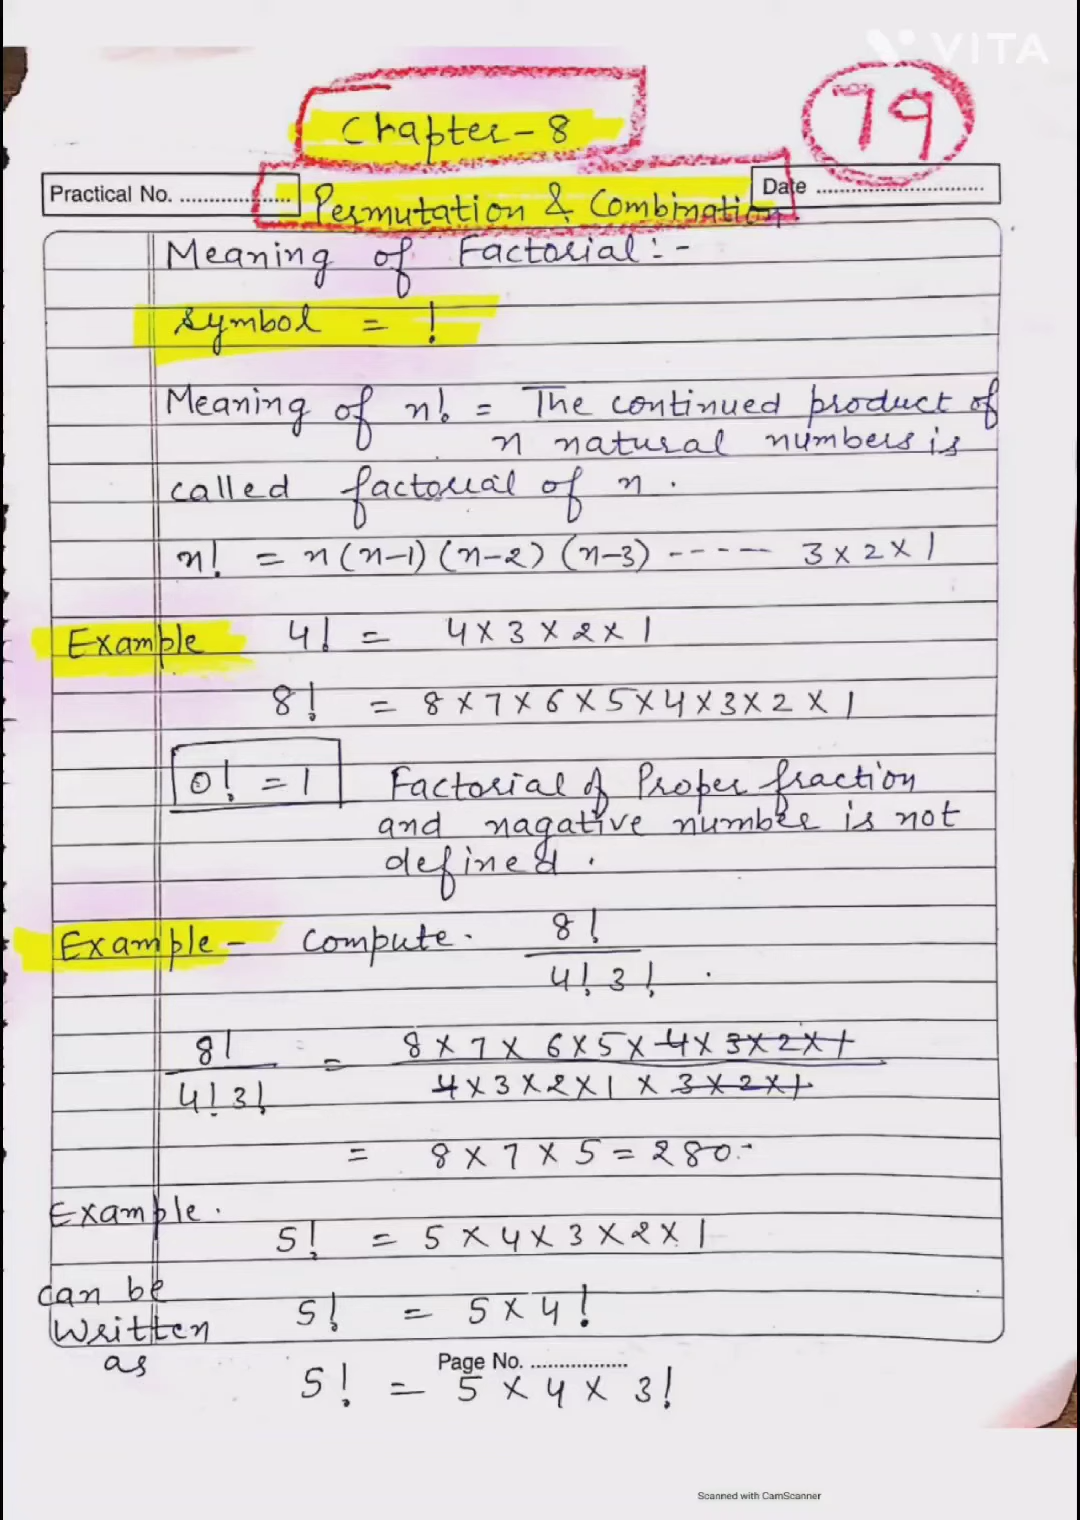 VITA
Chapter - 8
79
Practical No. ....................
Date ..............................
Permutation & Combination.
Meaning of Factorial : -
Symbol = !
Meaning of n! = The continued product of
n natural numbers is
called factorial of n.
n! = n (n-1) (n-2) (n-3) ----- 3 × 2 × 1
Example 4! = 4 × 3 × 2 × 1
8! = 8 × 7 × 6 × 5 × 4 × 3 × 2 × 1
0! = 1 Factorial of Proper fraction
and nagative number is not
defined.
Example - Compute. 8!
4! 3! .
8! = 8 × 7 × 6 × 5 × 4 × 3 × 2 × 1
4! 3! 4 × 3 × 2 × 1 × 3 × 2 × 1
= 8 × 7 × 5 = 280.-
Example.
5! = 5 × 4 × 3 × 2 × 1
can be
written 5! = 5 × 4!
as
Page No. .................
5! = 5 × 4 × 3!
Scanned with CamScanner